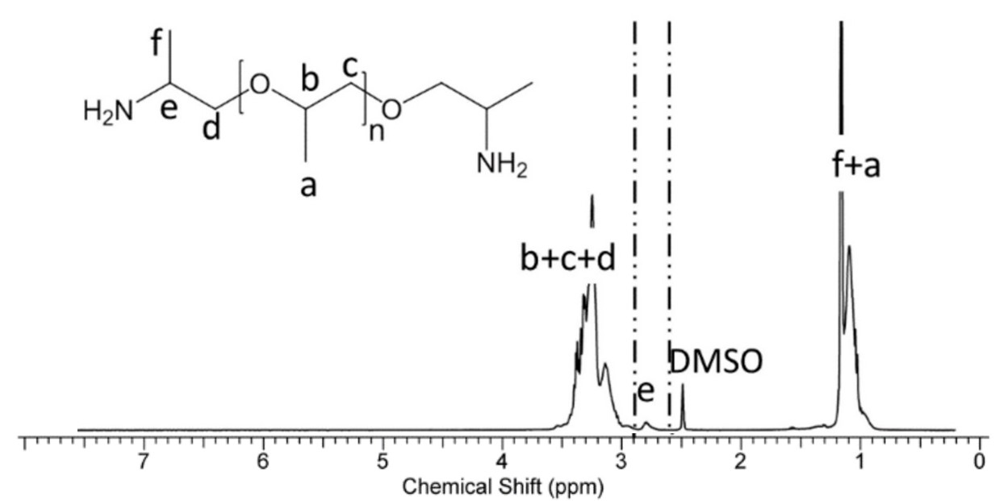 f
c
b
O
H₂N
e
d
n
O
a
NH₂
f+a
b+c+d
DMSO
e
7 6 5 4 3 2 1 0
Chemical Shift (ppm)